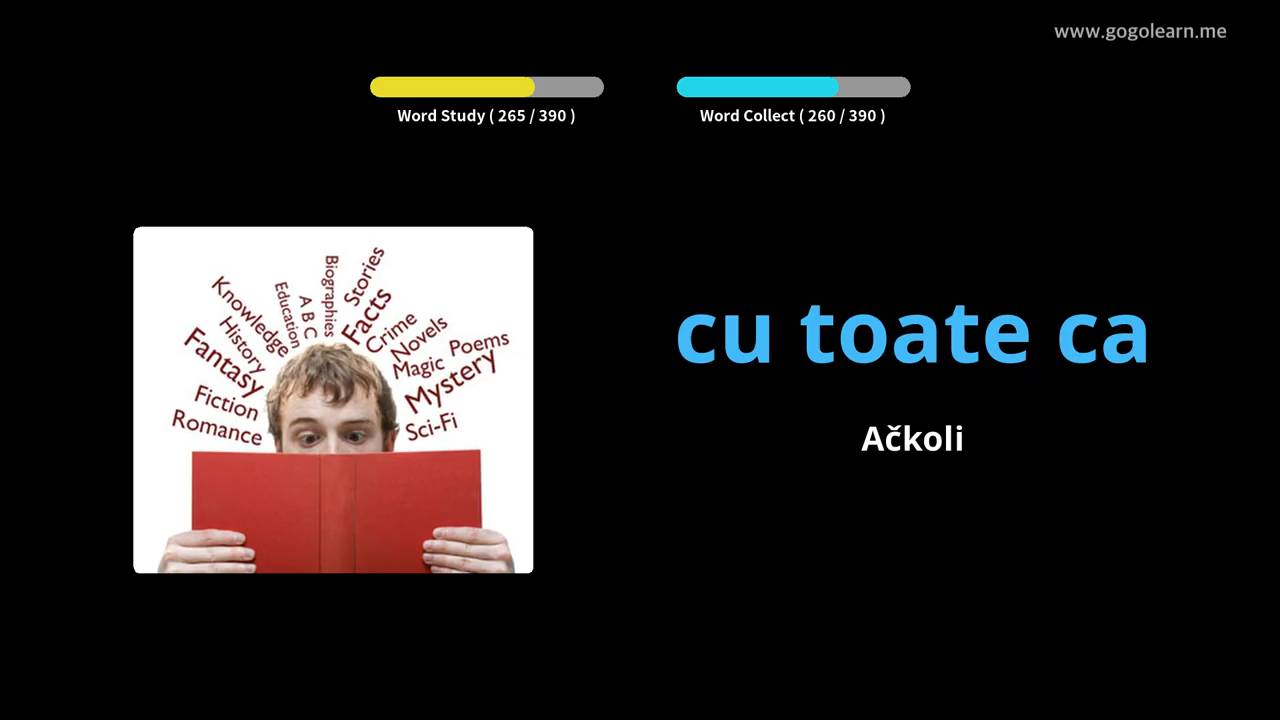 www.gogolearn.me
Word Study ( 265 / 390 )
Word Collect ( 260 / 390 )
Biographies
Stories
Education
A B C
Facts
Knowledge
Crime
History
Novels
Fantasy
Magic
Poems
Mystery
Fiction
Romance
Sci-Fi
cu toate ca
Ačkoli